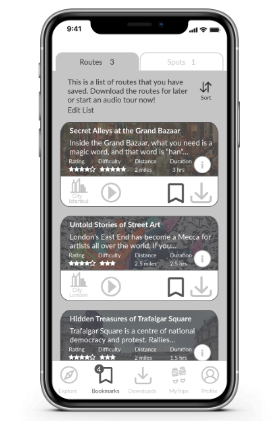 9:41
Routes 3
Spots 1
This is a list of routes that you have
saved. Download the routes for later
or start an audio tour now!
Edit List
Sort
Secret Alleys at the Grand Bazaar
Inside the Grand Bazaar, what you need is a
magic word, and that word is "han"...
Rating Difficulty Distance Duration
2 miles 3 hrs
i
City
Istanbul
Untold Stories of Street Art
London's East End has become a Mecca for
artists all over the world. If you...
Rating Difficulty Distance Duration
2.5 miles 2.5 hrs
i
City
London
Hidden Treasures of Trafalgar Square
Trafalgar Square is a centre of national
democracy and protest. Rallies...
Rating Difficulty Distance Duration
2 miles 1.5 hrs
i
4
Explore Bookmarks Downloads My Trips Profile